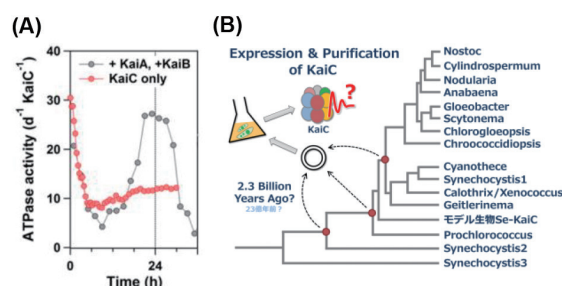 (A)
+ KaiA, +KaiB
KaiC only
ATPase activity (d⁻¹ KaiC⁻¹)
40
30
20
10
0
0
24
Time (h)
(B)
Expression & Purification
of KaiC
?
KaiC
2.3 Billion
Years Ago?
23億年前?
Nostoc
Cylindrospermum
Nodularia
Anabaena
Gloeobacter
Scytonema
Chlorogloeopsis
Chroococcidiopsis
Cyanothece
Synechocystis1
Calothrix/Xenococcus
Geitlerinema
モデル生物Se-KaiC
Prochlorococcus
Synechocystis2
Synechocystis3